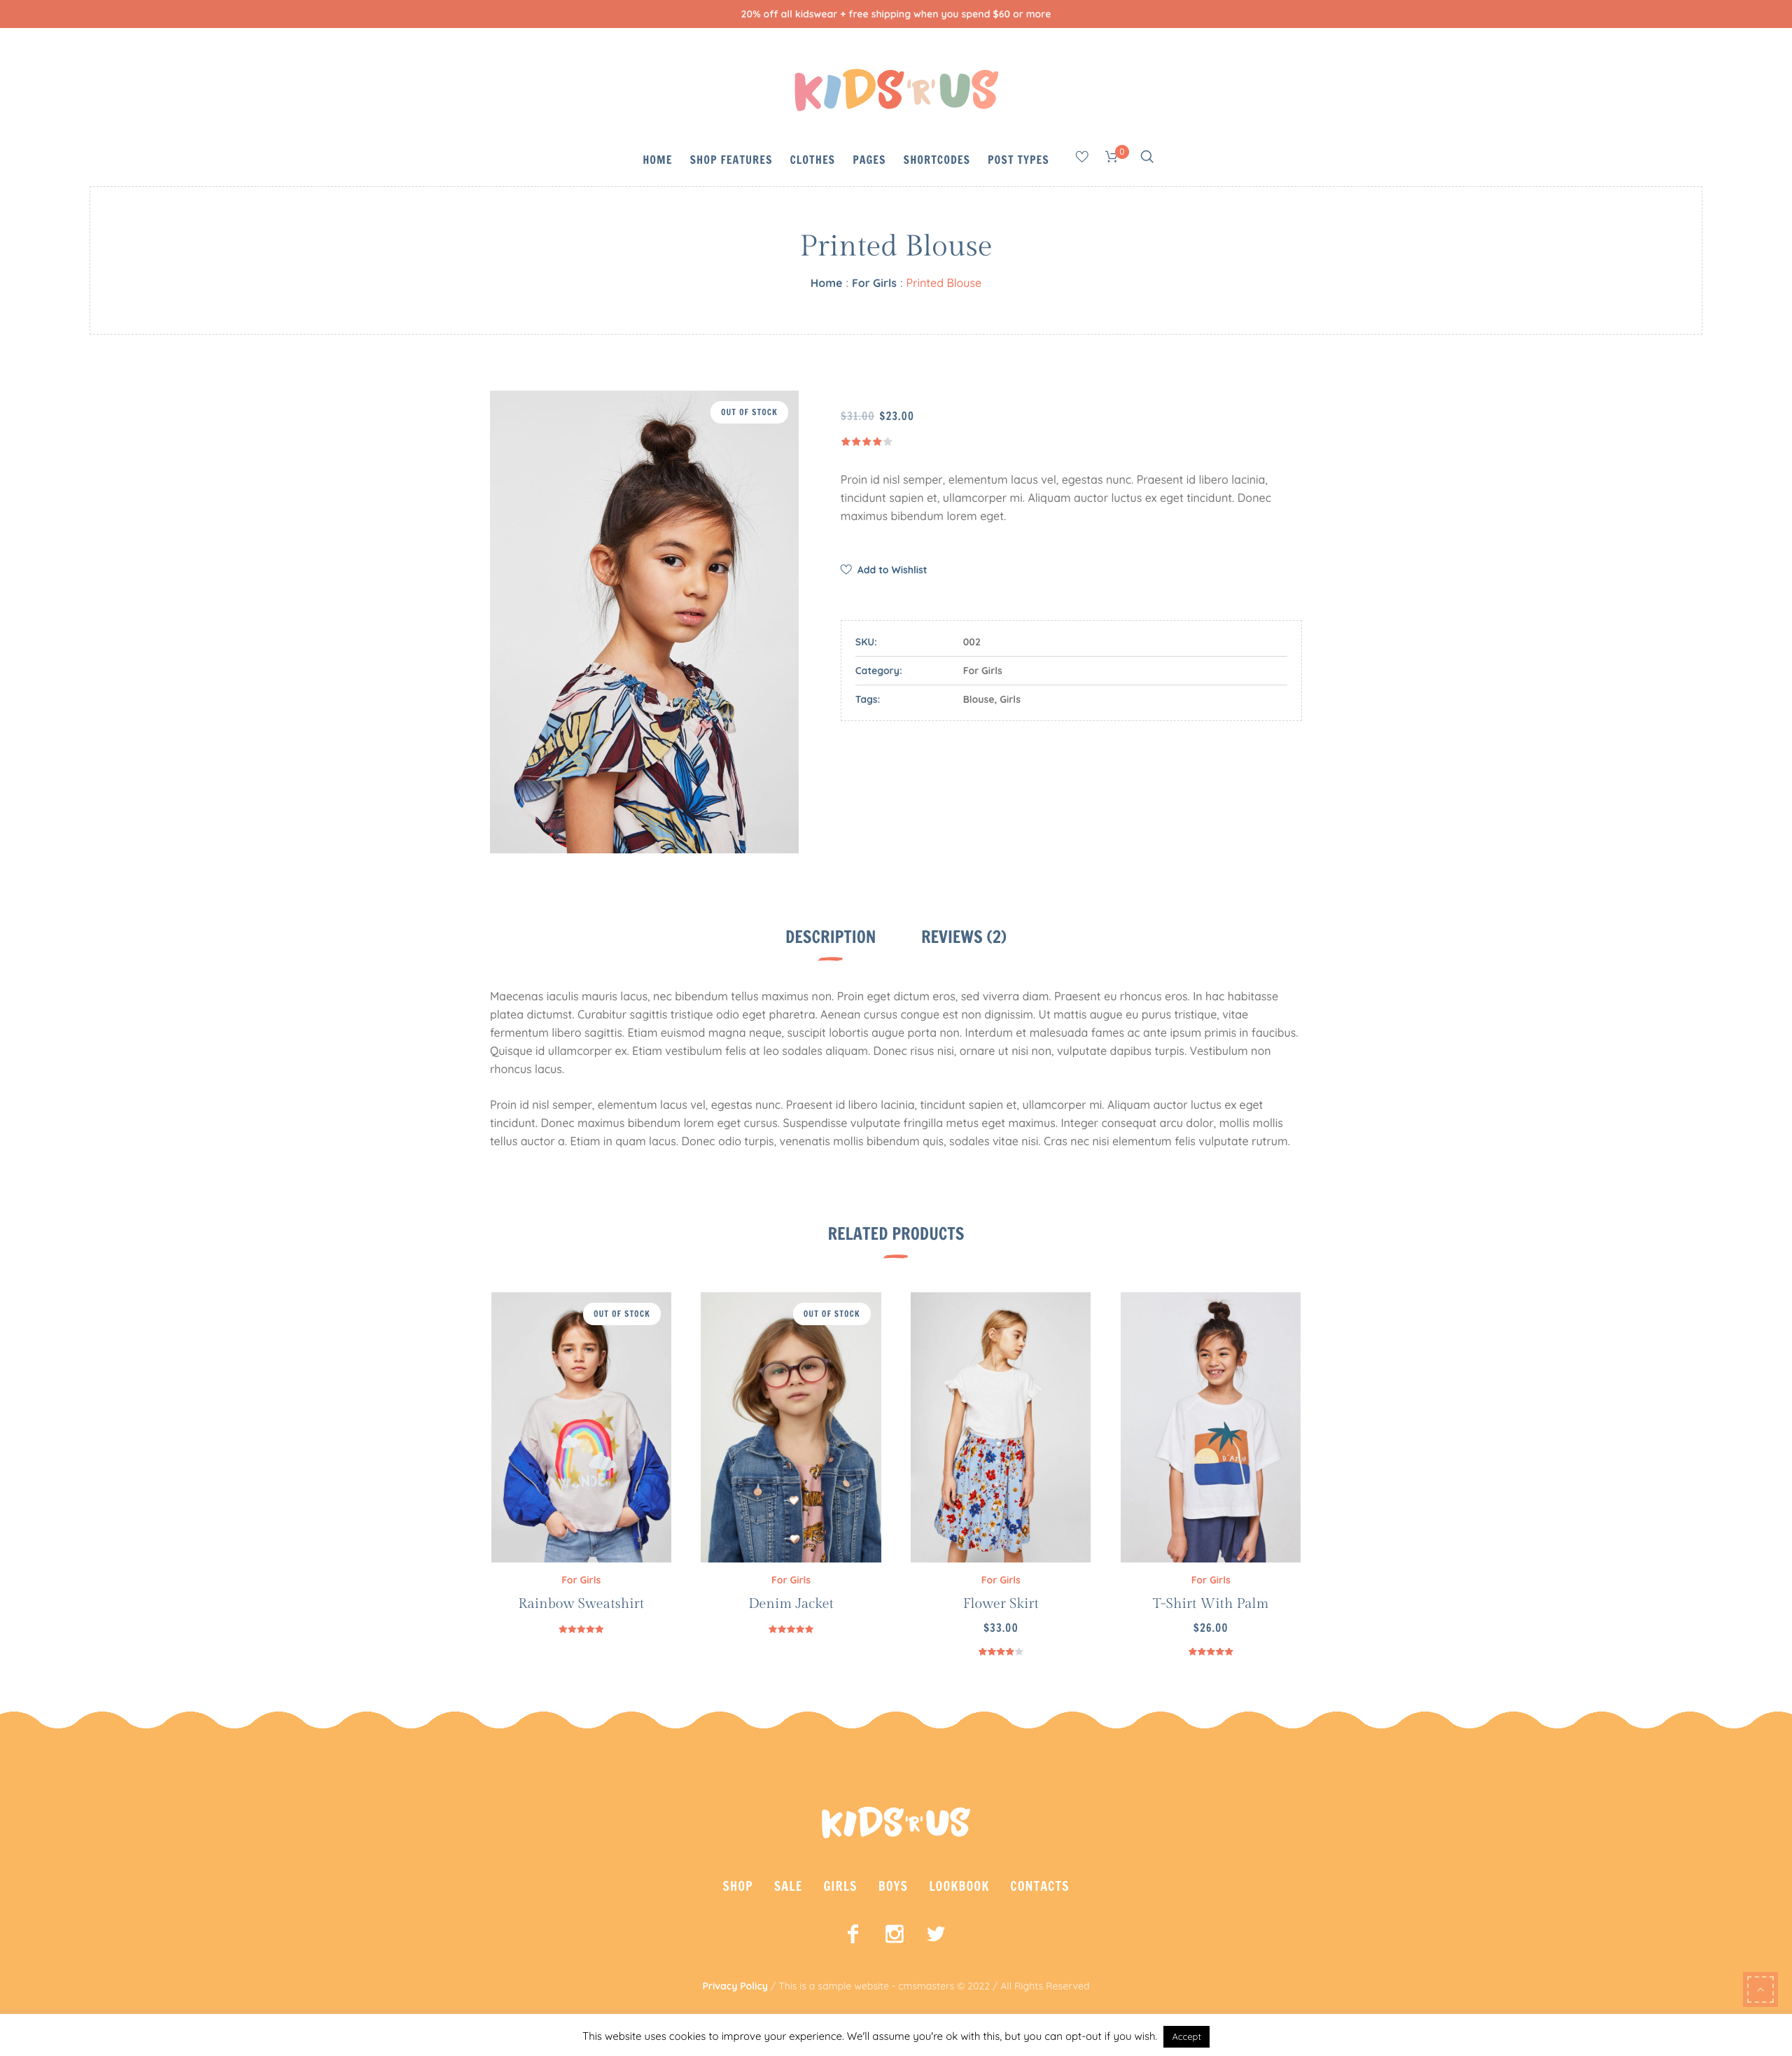 20% off all kidswear + free shipping when you spend $60 or more
KIDS 'R' US
HOME SHOP FEATURES CLOTHES PAGES SHORTCODES POST TYPES 0
Printed Blouse
Home : For Girls : Printed Blouse
OUT OF STOCK
$31.00 $23.00
Proin id nisl semper, elementum lacus vel, egestas nunc. Praesent id libero lacinia,
tincidunt sapien et, ullamcorper mi. Aliquam auctor luctus ex eget tincidunt. Donec
maximus bibendum lorem eget.
Add to Wishlist
SKU: 002
Category: For Girls
Tags: Blouse, Girls
DESCRIPTION REVIEWS (2)
Maecenas iaculis mauris lacus, nec bibendum tellus maximus non. Proin eget dictum eros, sed viverra diam. Praesent eu rhoncus eros. In hac habitasse
platea dictumst. Curabitur sagittis tristique odio eget pharetra. Aenean cursus congue est non dignissim. Ut mattis augue eu purus tristique, vitae
fermentum libero sagittis. Etiam euismod magna neque, suscipit lobortis augue porta non. Interdum et malesuada fames ac ante ipsum primis in faucibus.
Quisque id ullamcorper ex. Etiam vestibulum felis at leo sodales aliquam. Donec risus nisi, ornare ut nisi non, vulputate dapibus turpis. Vestibulum non
rhoncus lacus.
Proin id nisl semper, elementum lacus vel, egestas nunc. Praesent id libero lacinia, tincidunt sapien et, ullamcorper mi. Aliquam auctor luctus ex eget
tincidunt. Donec maximus bibendum lorem eget cursus. Suspendisse vulputate fringilla metus eget maximus. Integer consequat arcu dolor, mollis mollis
tellus auctor a. Etiam in quam lacus. Donec odio turpis, venenatis mollis bibendum quis, sodales vitae nisi. Cras nec nisi elementum felis vulputate rutrum.
RELATED PRODUCTS
OUT OF STOCK OUT OF STOCK
For Girls For Girls For Girls For Girls
Rainbow Sweatshirt Denim Jacket Flower Skirt T-Shirt With Palm
$33.00 $26.00
KIDS 'R' US
SHOP SALE GIRLS BOYS LOOKBOOK CONTACTS
Privacy Policy / This is a sample website - cmsmasters © 2022 / All Rights Reserved
This website uses cookies to improve your experience. We'll assume you're ok with this, but you can opt-out if you wish. Accept